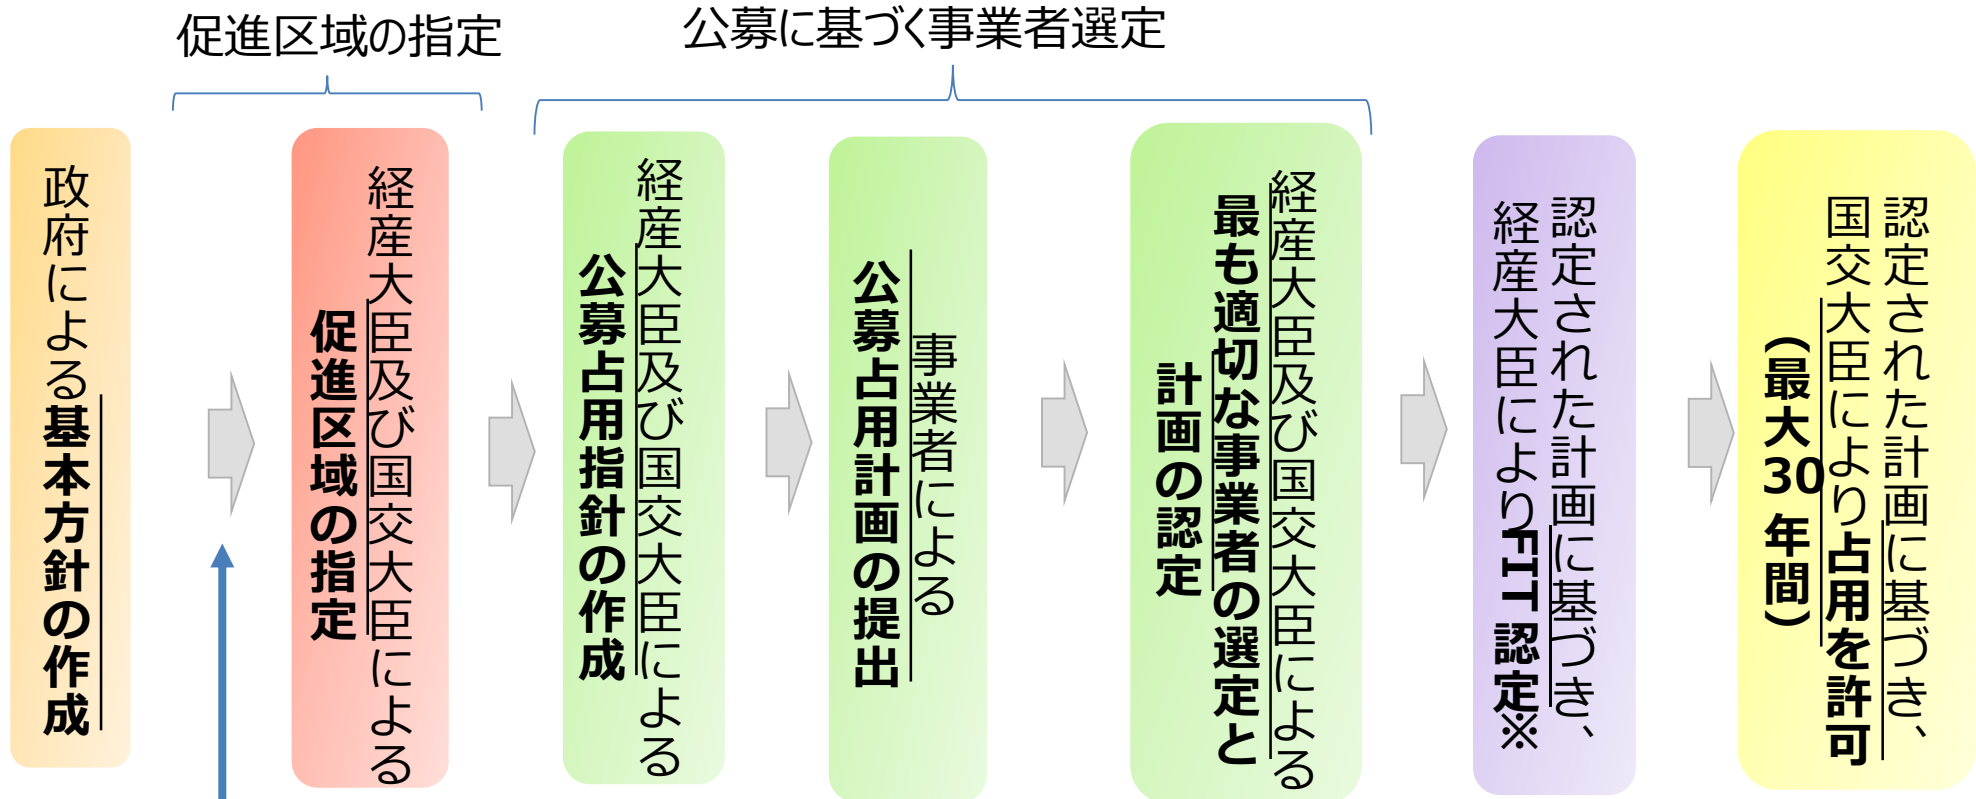 促進区域の指定
公募に基づく事業者選定
政府による基本方針の作成
経産大臣及び国交大臣による
促進区域の指定
経産大臣及び国交大臣による
公募占用指針の作成
事業者による
公募占用計画の提出
経産大臣及び国交大臣による
最も適切な事業者の選定と
計画の認定
認定された計画に基づき、
経産大臣によりFIT認定※
認定された計画に基づき、
国交大臣により占用を許可
(最大30年間)